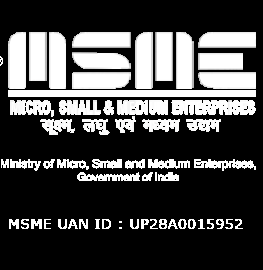 ®
MSME
MICRO, SMALL & MEDIUM ENTERPRISES
सूक्ष्म, लघु एवं मध्यम उद्यम
Ministry of Micro, Small and Medium Enterprises,
Government of India
MSME UAN ID : UP28A0015952